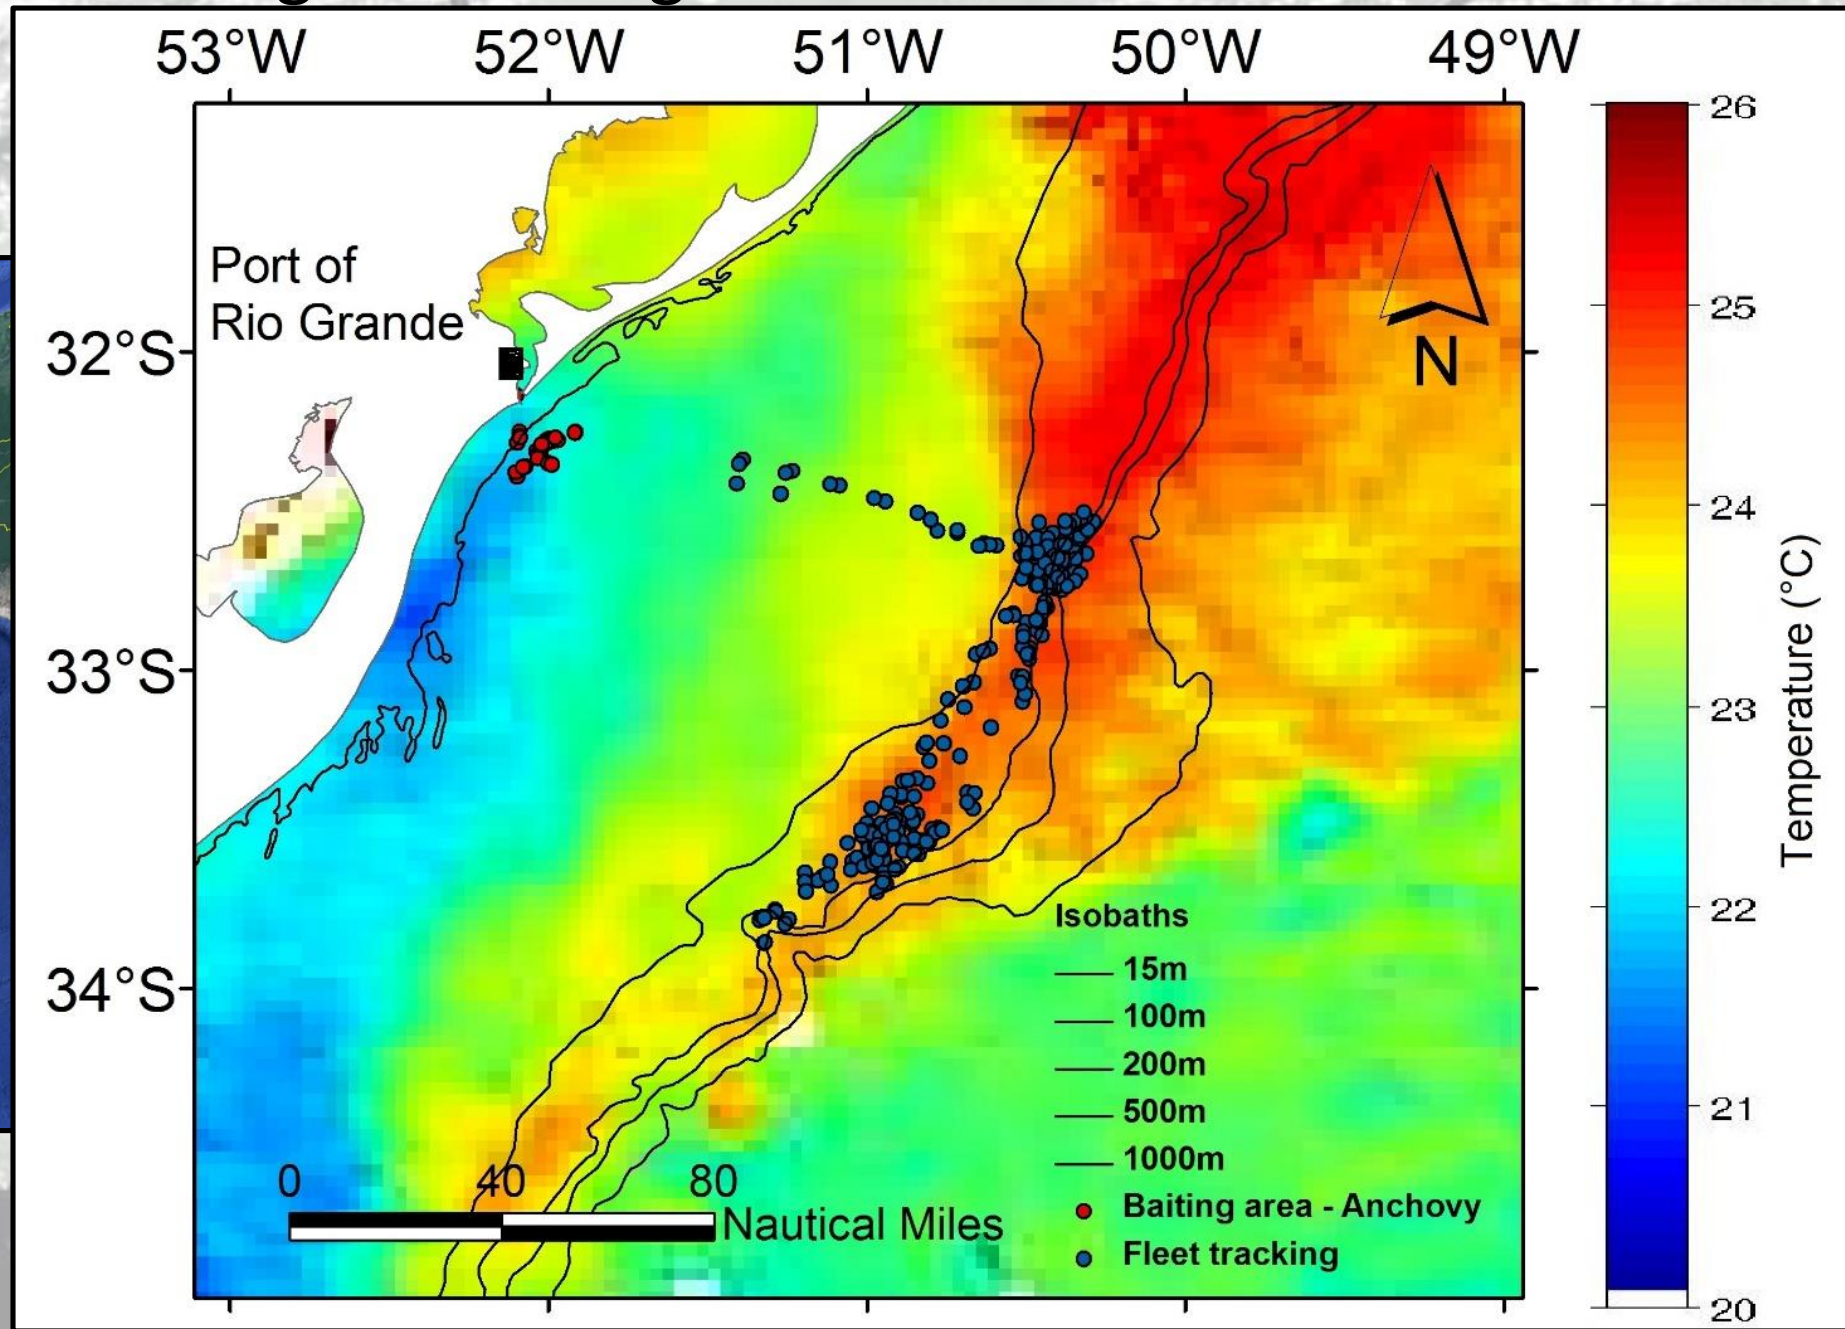 53°W 52°W 51°W 50°W 49°W
26
Port of
Rio Grande
25
32°S
N
24
Temperature (°C)
33°S
23
22
Isobaths
15m
34°S
100m
200m
21
500m
1000m
0 40 80
Nautical Miles
Baiting area - Anchovy
Fleet tracking
20